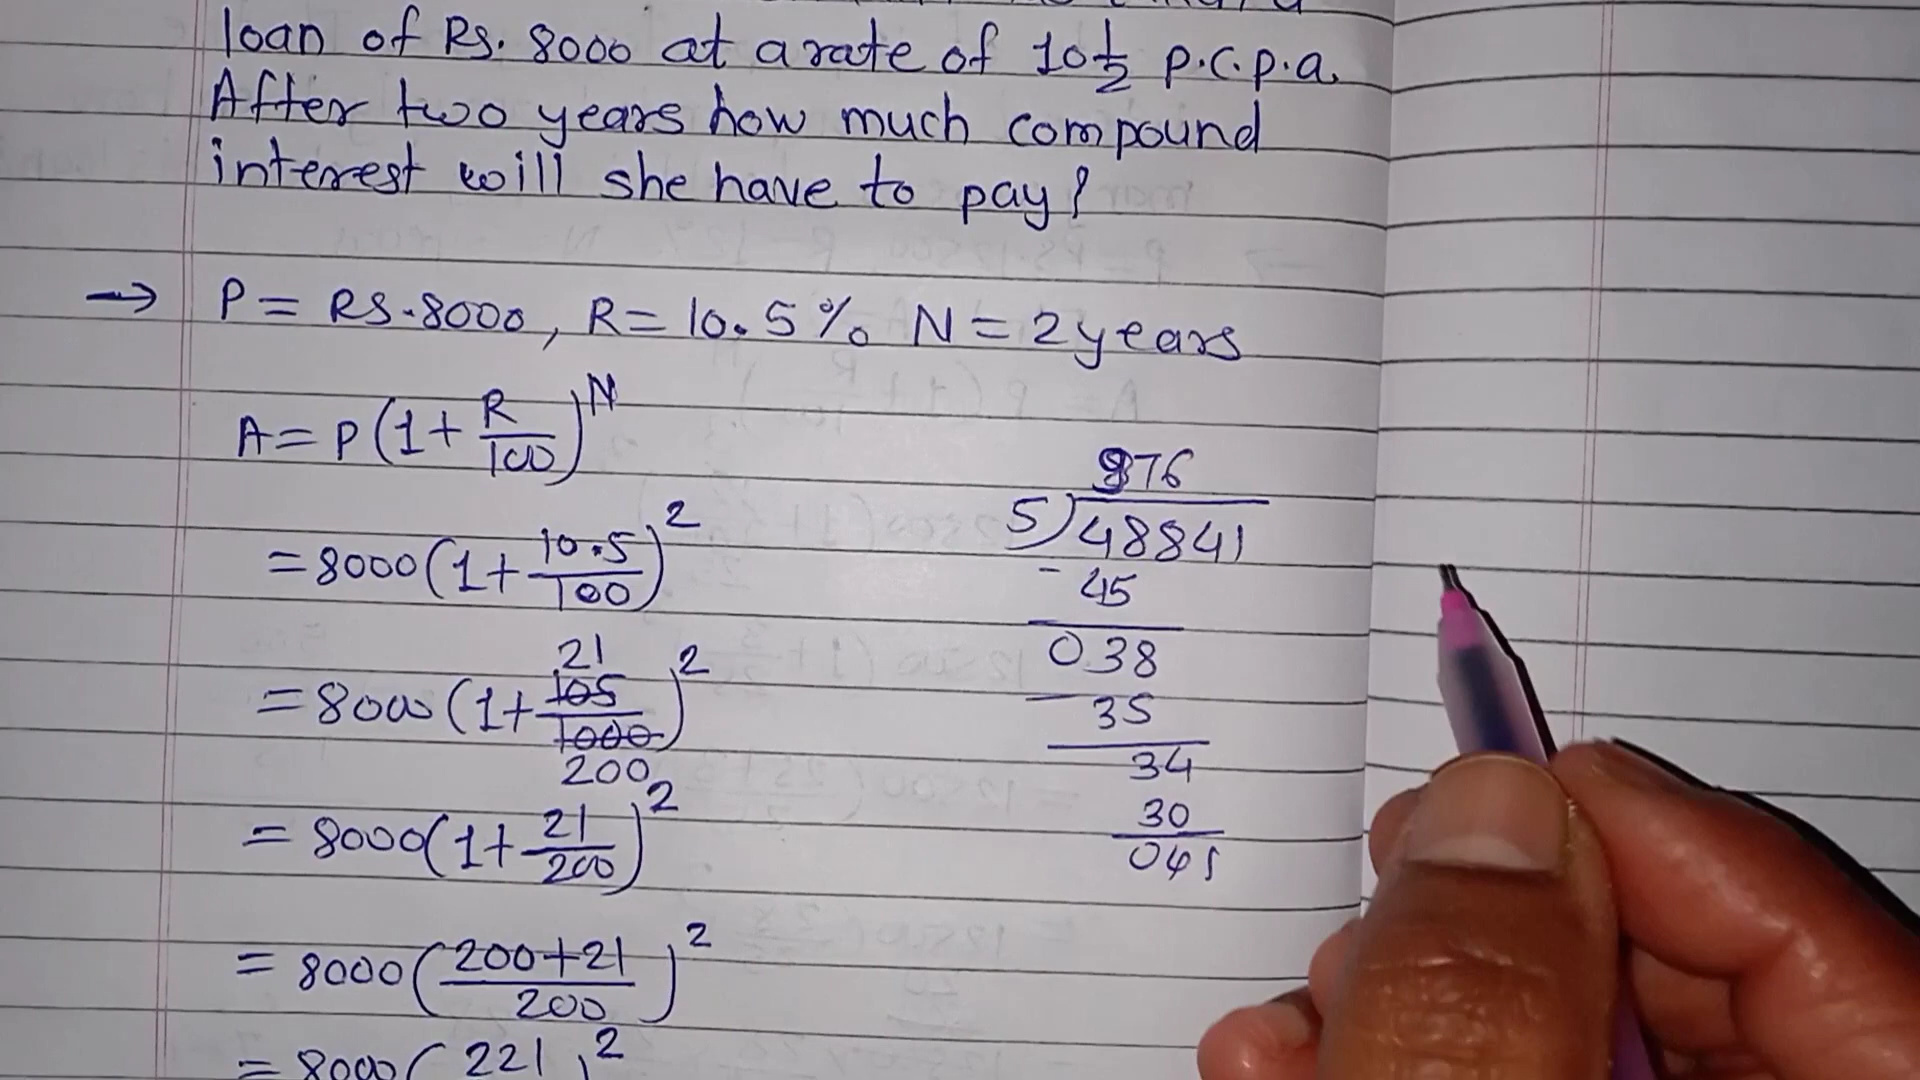 loan of Rs. 8000 at a rate of 10 1/2 p.c.p.a.
After two years how much compound
interest will she have to pay?
→ P = RS.8000, R = 10.5% N = 2 years
A = P(1 + R/100)^N
= 8000(1 + 10.5/100)^2
21
= 8000(1 + 105/1000)^2
200
= 8000(1 + 21/200)^2
= 8000(200+21/200)^2
= 8000(221)^2
976
5)48841
- 45
038
- 35
34
30
041